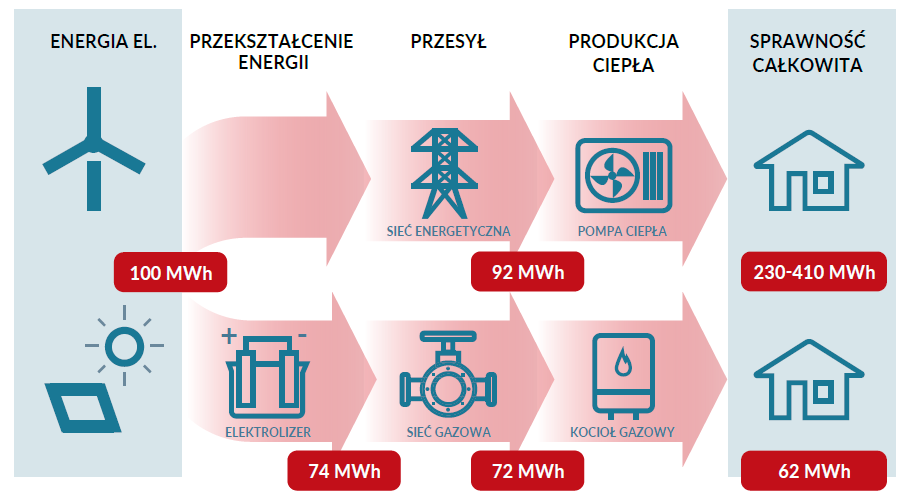 ENERGIA EL.
PRZEKSZTAŁCENIE
ENERGII
PRZESYŁ
PRODUKCJA
CIEPŁA
SPRAWNOŚĆ
CAŁKOWITA
SIEĆ ENERGETYCZNA
POMPA CIEPŁA
100 MWh
92 MWh
230-410 MWh
+ -
ELEKTROLIZER
SIEĆ GAZOWA
KOCIOŁ GAZOWY
74 MWh
72 MWh
62 MWh